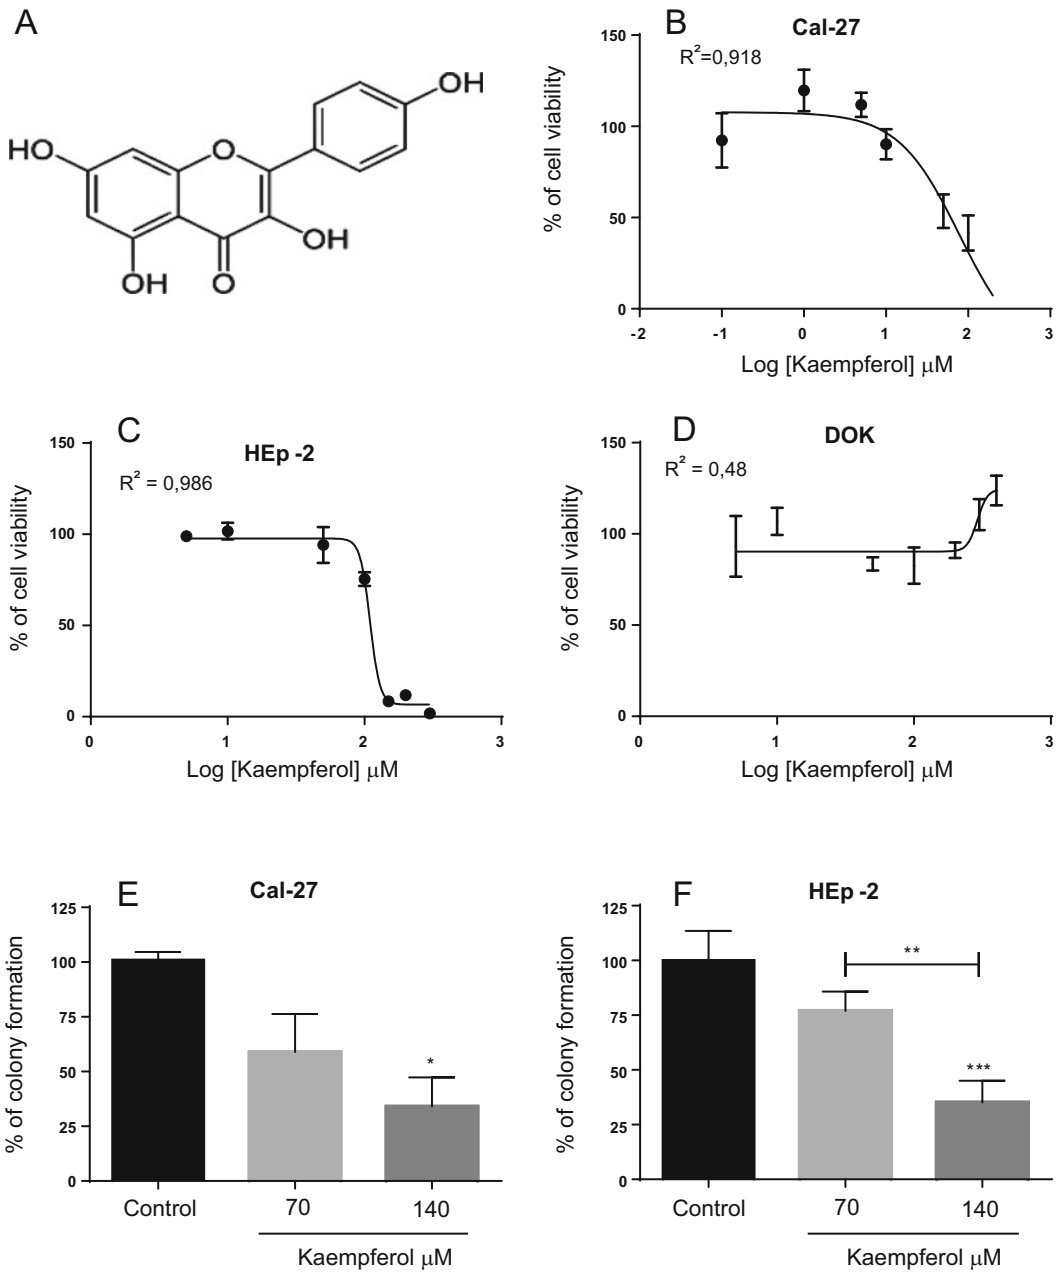 A
OH
HO
O
OH
OH
O
B
Cal-27
R²=0,918
% of cell viability
150
100
50
0
-2 -1 0 1 2 3
Log [Kaempferol] μM
C
HEp -2
R² = 0,986
% of cell viability
150
100
50
0
0 1 2 3
Log [Kaempferol] μM
D
DOK
R² = 0,48
% of cell viability
150
100
50
0
0 1 2 3
Log [Kaempferol] μM
E
Cal-27
% of colony formation
125
100
75
50
25
0
*
Control 70 140
Kaempferol μM
F
HEp -2
% of colony formation
125
100
75
50
25
0
**
***
Control 70 140
Kaempferol μM